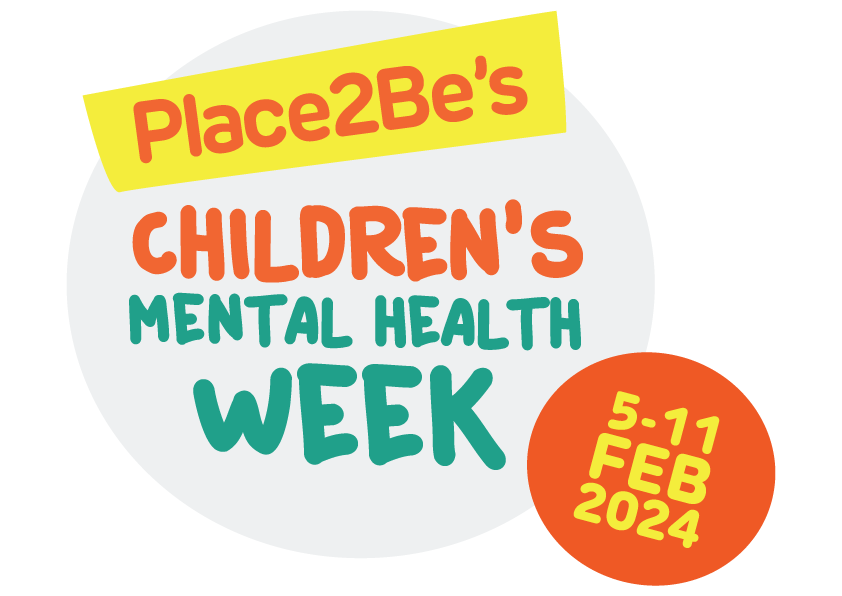 Place2Be's
CHILDREN'S
MENTAL HEALTH
WEEK
5-11
FEB
2024